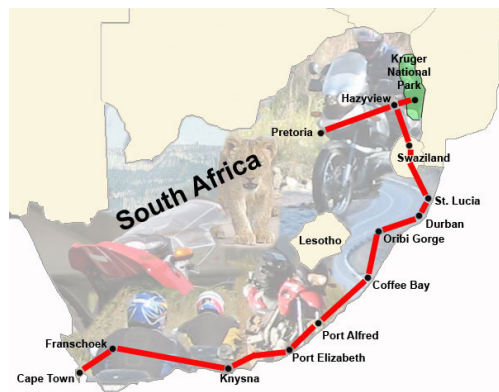 Kruger
National
Park
Hazyview
Pretoria
Swaziland
South Africa
St. Lucia
Durban
Oribi Gorge
Lesotho
Coffee Bay
Port Alfred
Franschoek
Port Elizabeth
Cape Town
Knysna